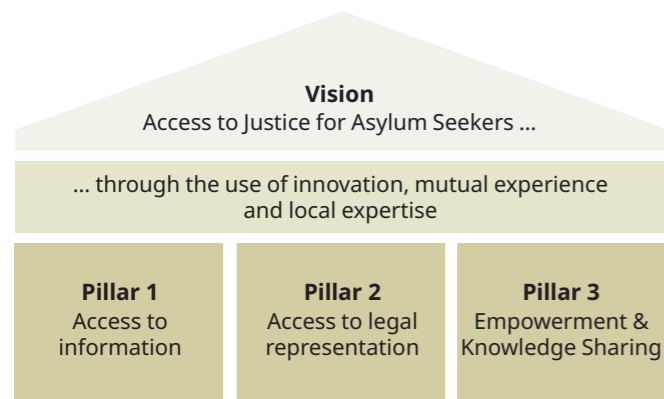 Vision
Access to Justice for Asylum Seekers ...
... through the use of innovation, mutual experience
and local expertise
Pillar 1
Access to
information
Pillar 2
Access to legal
representation
Pillar 3
Empowerment &
Knowledge Sharing